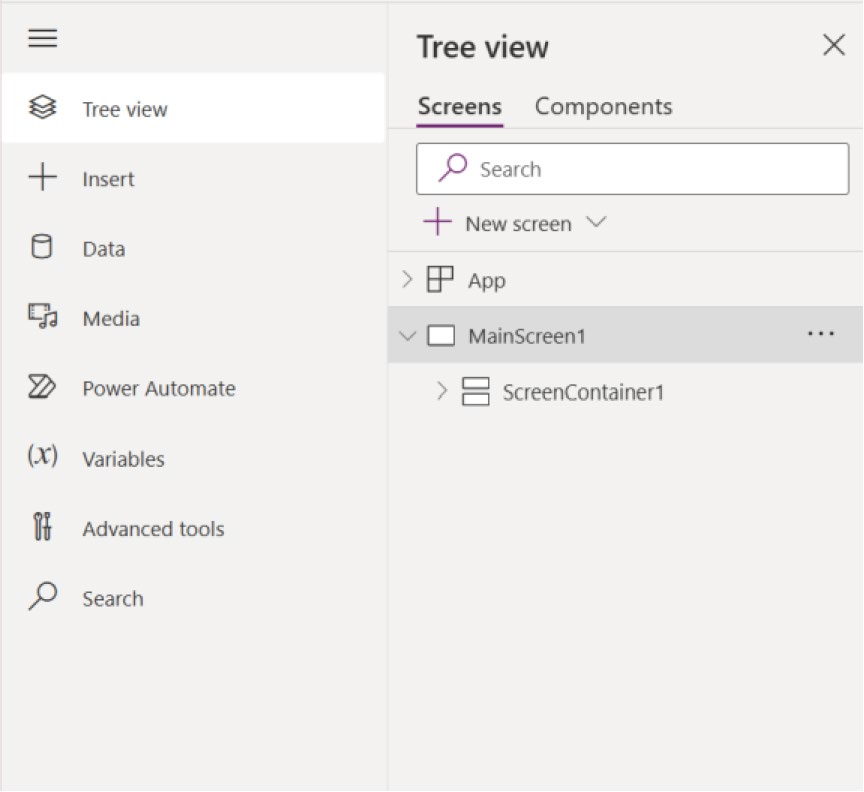 Tree view
Insert
Data
Media
Power Automate
(x) Variables
Advanced tools
Search
Tree view
Screens Components
Search
New screen
App
MainScreen1 ...
ScreenContainer1